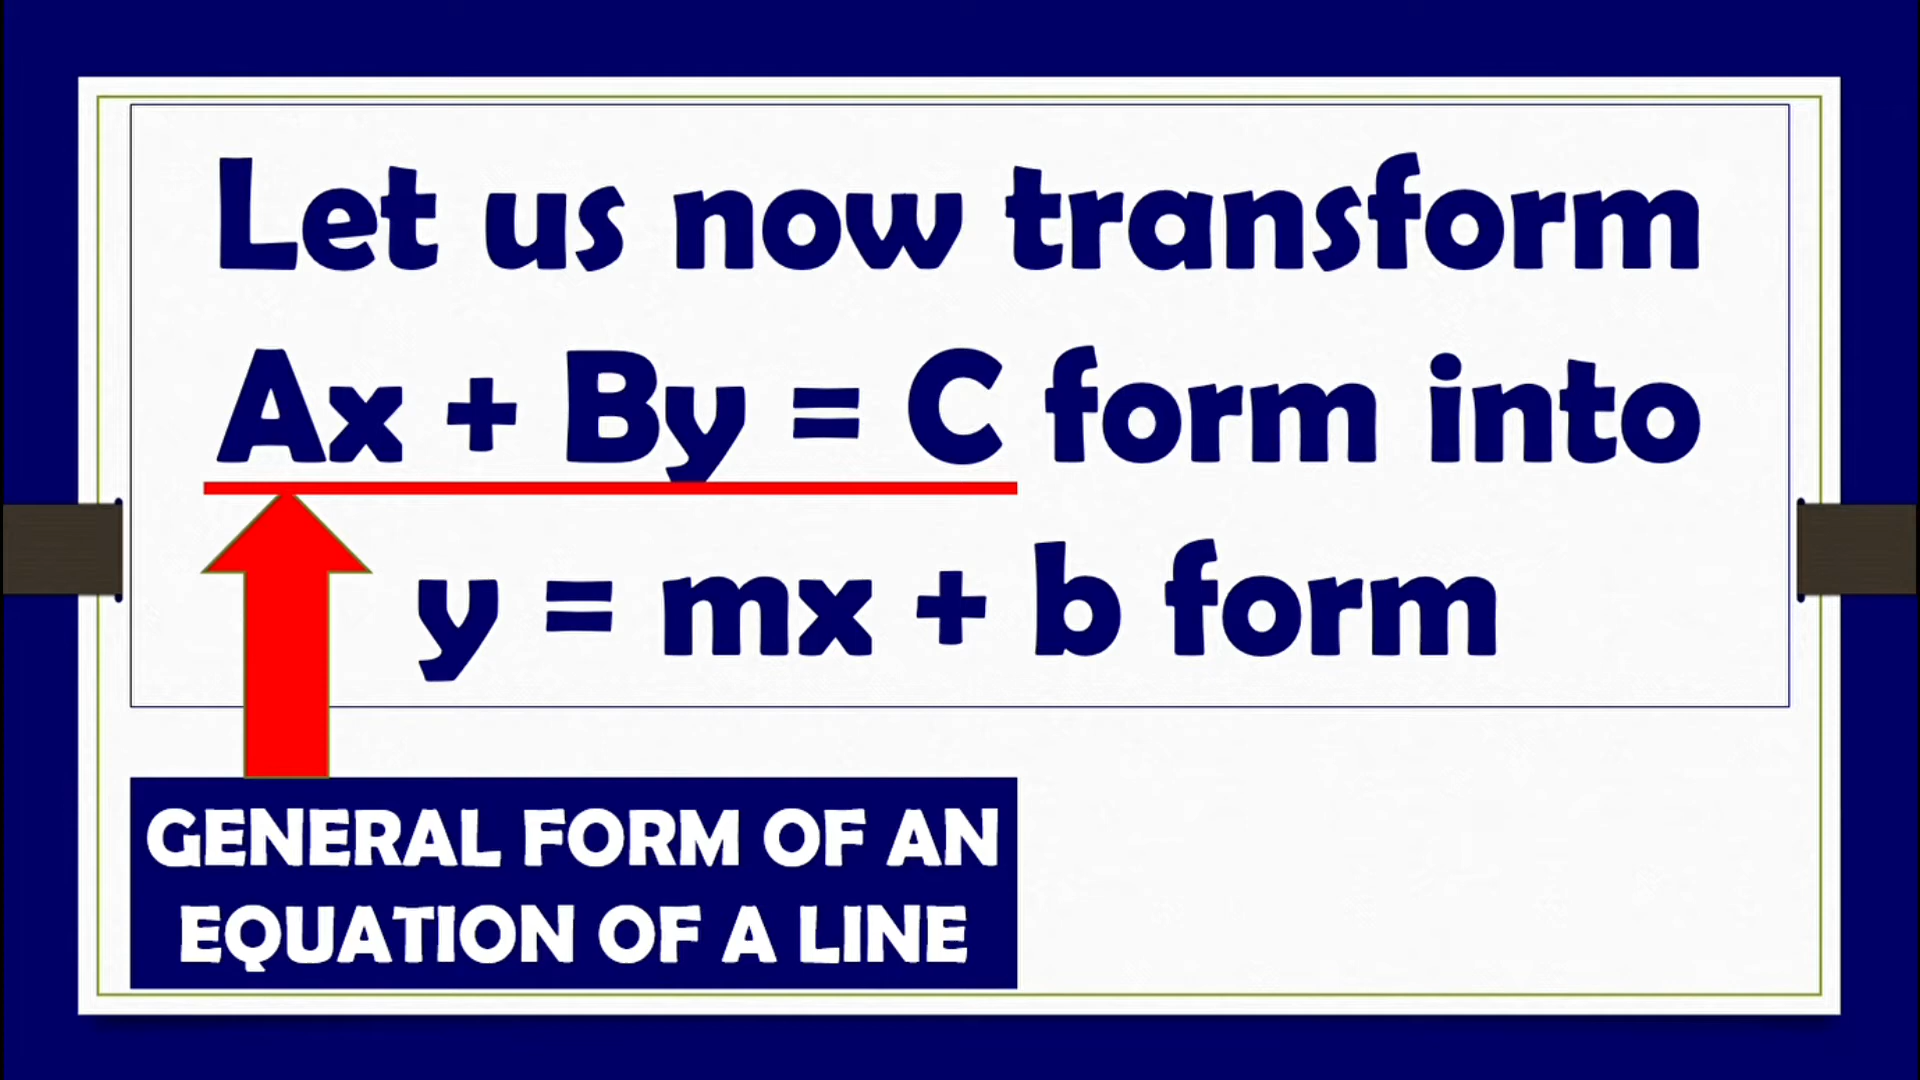 Let us now transform
Ax + By = C form into
y = mx + b form
GENERAL FORM OF AN
EQUATION OF A LINE